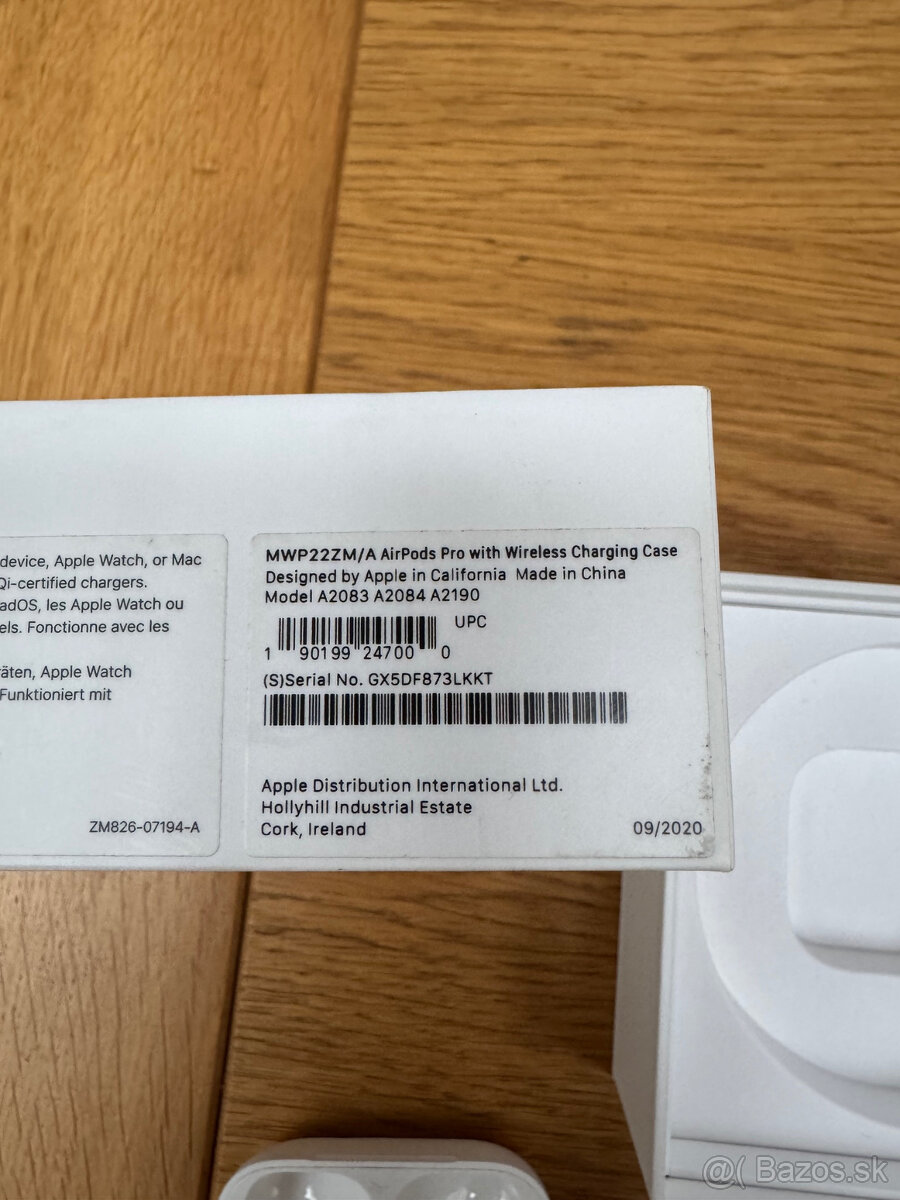 device, Apple Watch, or Mac
Qi-certified chargers.
adOS, les Apple Watch ou
els. Fonctionne avec les
räten, Apple Watch
Funktioniert mit
ZM826-07194-A
MWP22ZM/A AirPods Pro with Wireless Charging Case
Designed by Apple in California Made in China
Model A2083 A2084 A2190
UPC
1 90199 24700 0
(S)Serial No. GX5DF873LKKT
Apple Distribution International Ltd.
Hollyhill Industrial Estate
Cork, Ireland
09/2020
@( Bazos.sk